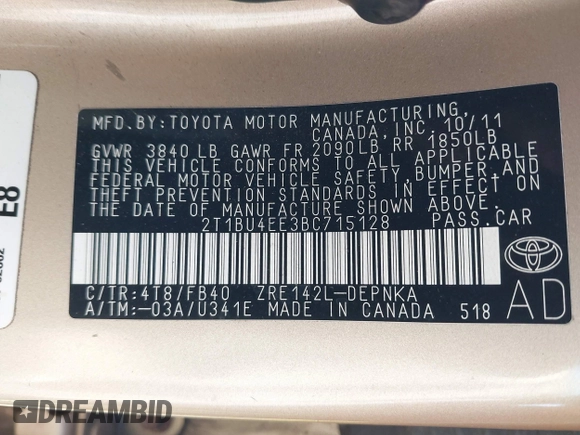 MFD.BY:TOYOTA MOTOR MANUFACTURING,
CANADA,INC. 10/11
GVWR 3840LB GAWR FR 2090LB RR 1850LB
THIS VEHICLE CONFORMS TO ALL APPLICABLE
FEDERAL MOTOR VEHICLE SAFETY,BUMPER,AND
THEFT PREVENTION STANDARDS IN EFFECT ON
THE DATE OF MANUFACTURE SHOWN ABOVE.
2T1BU4EE3BC715128 PASS.CAR
C/TR:4T8/FB40 ZRE142L-DEPNKA
A/TM:-03A/U341E MADE IN CANADA 518
AD
E8
DREAMBID